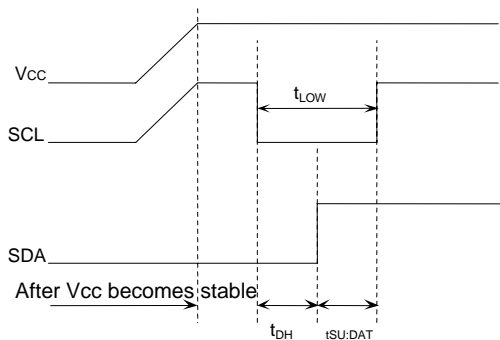 VCC
tLOW
SCL
SDA
After Vcc becomes stable
tDH
tSU:DAT